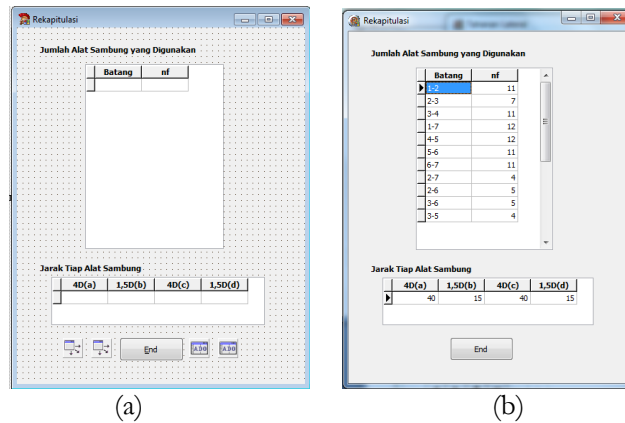 Rekapitulasi
Jumlah Alat Sambung yang Digunakan
Batang nf
Jarak Tiap Alat Sambung
4D(a) 1,5D(b) 4D(c) 1,5D(d)
End ADO ADO
(a)
Rekapitulasi
Jumlah Alat Sambung yang Digunakan
Batang nf
1-2 11
2-3 7
3-4 11
1-7 12
4-5 12
5-6 11
6-7 11
2-7 4
2-6 5
3-6 5
3-5 4
Jarak Tiap Alat Sambung
4D(a) 1,5D(b) 4D(c) 1,5D(d)
40 15 40 15
End
(b)